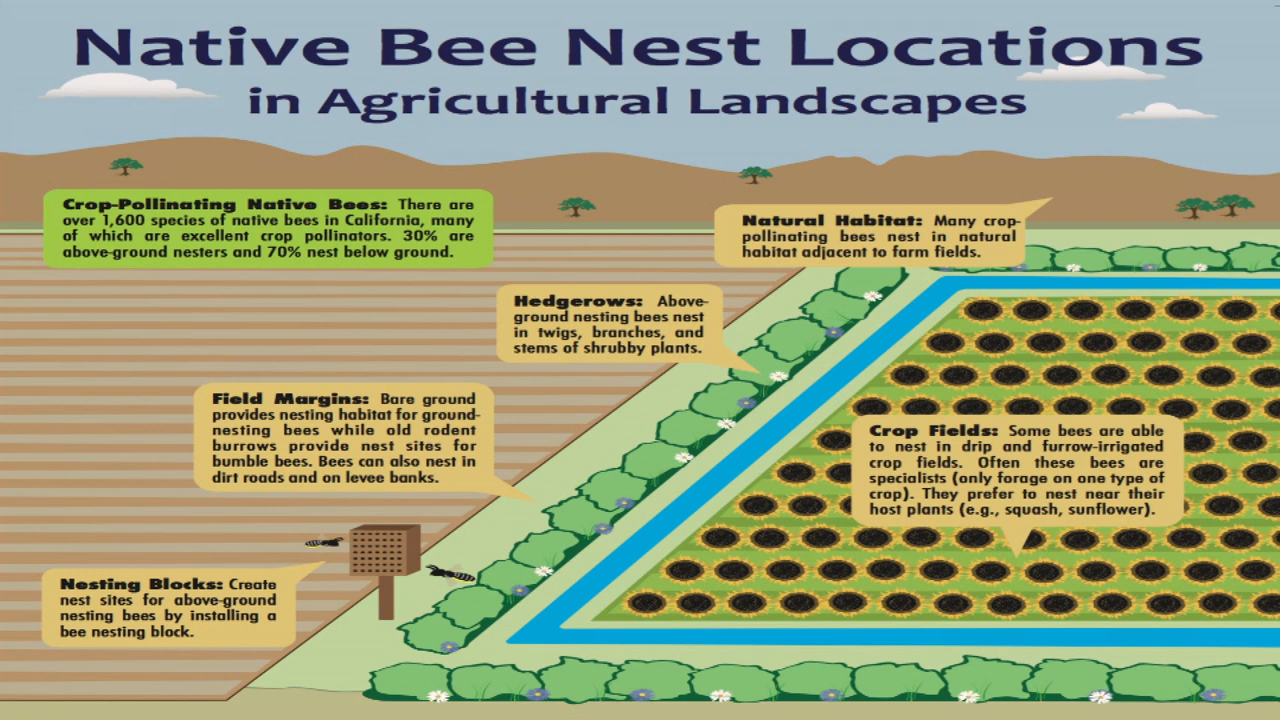 Native Bee Nest Locations
in Agricultural Landscapes
Crop-Pollinating Native Bees: There are
over 1,600 species of native bees in California, many
of which are excellent crop pollinators. 30% are
above-ground nesters and 70% nest below ground.
Natural Habitat: Many crop-
pollinating bees nest in natural
habitat adjacent to farm fields.
Hedgerows: Above-
ground nesting bees nest
in twigs, branches, and
stems of shrubby plants.
Field Margins: Bare ground
provides nesting habitat for ground-
nesting bees while old rodent
burrows provide nest sites for
bumble bees. Bees can also nest in
dirt roads and on levee banks.
Crop Fields: Some bees are able
to nest in drip and furrow-irrigated
crop fields. Often these bees are
specialists (only forage on one type of
crop). They prefer to nest near their
host plants (e.g., squash, sunflower).
Nesting Blocks: Create
nest sites for above-ground
nesting bees by installing a
bee nesting block.